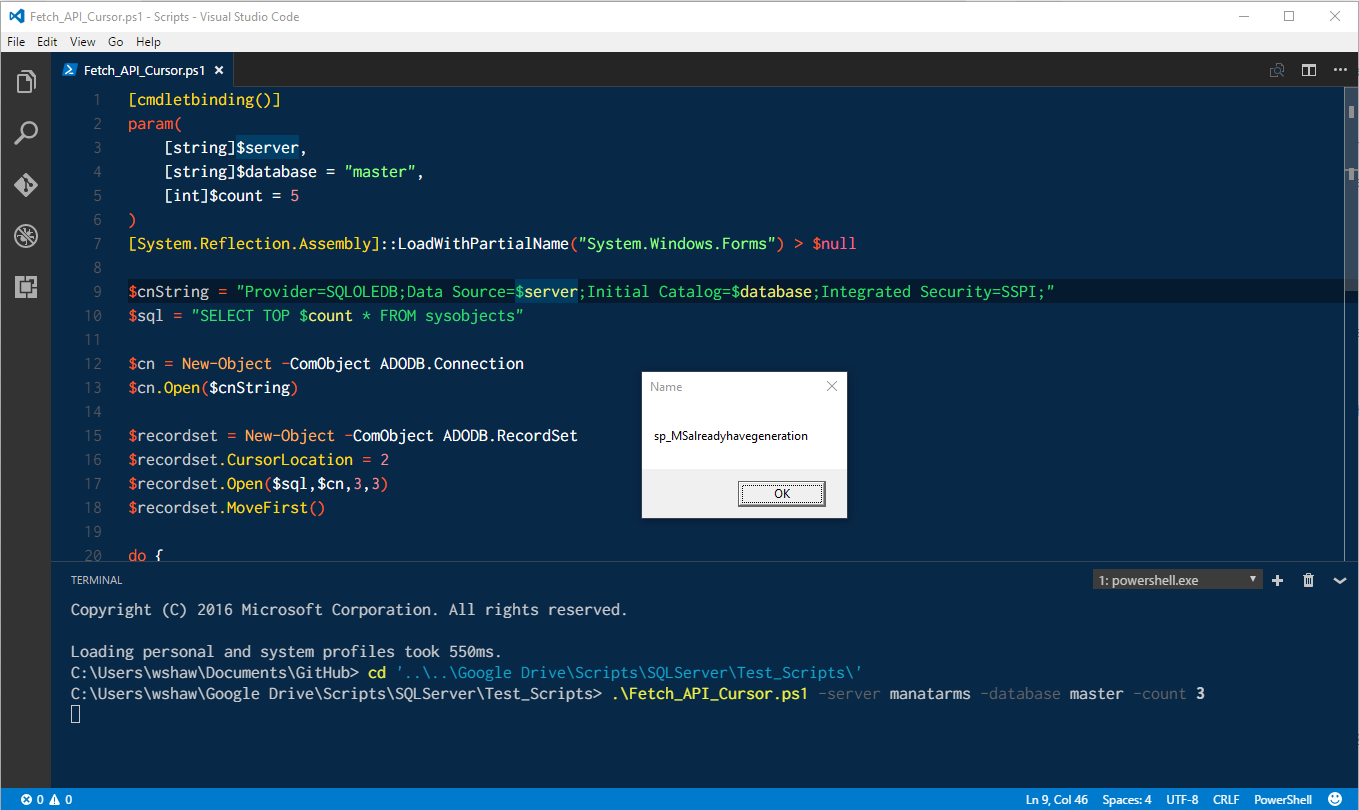 Fetch_API_Cursor.ps1 - Scripts - Visual Studio Code
File Edit View Go Help
Fetch_API_Cursor.ps1
1 [cmdletbinding()]
2 param(
3 [string]$server,
4 [string]$database = "master",
5 [int]$count = 5
6 )
7 [System.Reflection.Assembly]::LoadWithPartialName("System.Windows.Forms") > $null
8
9 $cnString = "Provider=SQLOLEDB;Data Source=$server;Initial Catalog=$database;Integrated Security=SSPI;"
10 $sql = "SELECT TOP $count * FROM sysobjects"
11
12 $cn = New-Object -ComObject ADODB.Connection
13 $cn.Open($cnString)
14
15 $recordset = New-Object -ComObject ADODB.RecordSet
16 $recordset.CursorLocation = 2
17 $recordset.Open($sql,$cn,3,3)
18 $recordset.MoveFirst()
19
20 do {
Name
sp_MSalreadyhavegeneration
OK
TERMINAL
1: powershell.exe
Copyright (C) 2016 Microsoft Corporation. All rights reserved.
Loading personal and system profiles took 550ms.
C:\Users\wshaw\Documents\GitHub> cd '..\..\Google Drive\Scripts\SQLServer\Test_Scripts\'
C:\Users\wshaw\Google Drive\Scripts\SQLServer\Test_Scripts> .\Fetch_API_Cursor.ps1 -server manatarms -database master -count 3
0 0 Ln 9, Col 46 Spaces: 4 UTF-8 CRLF PowerShell